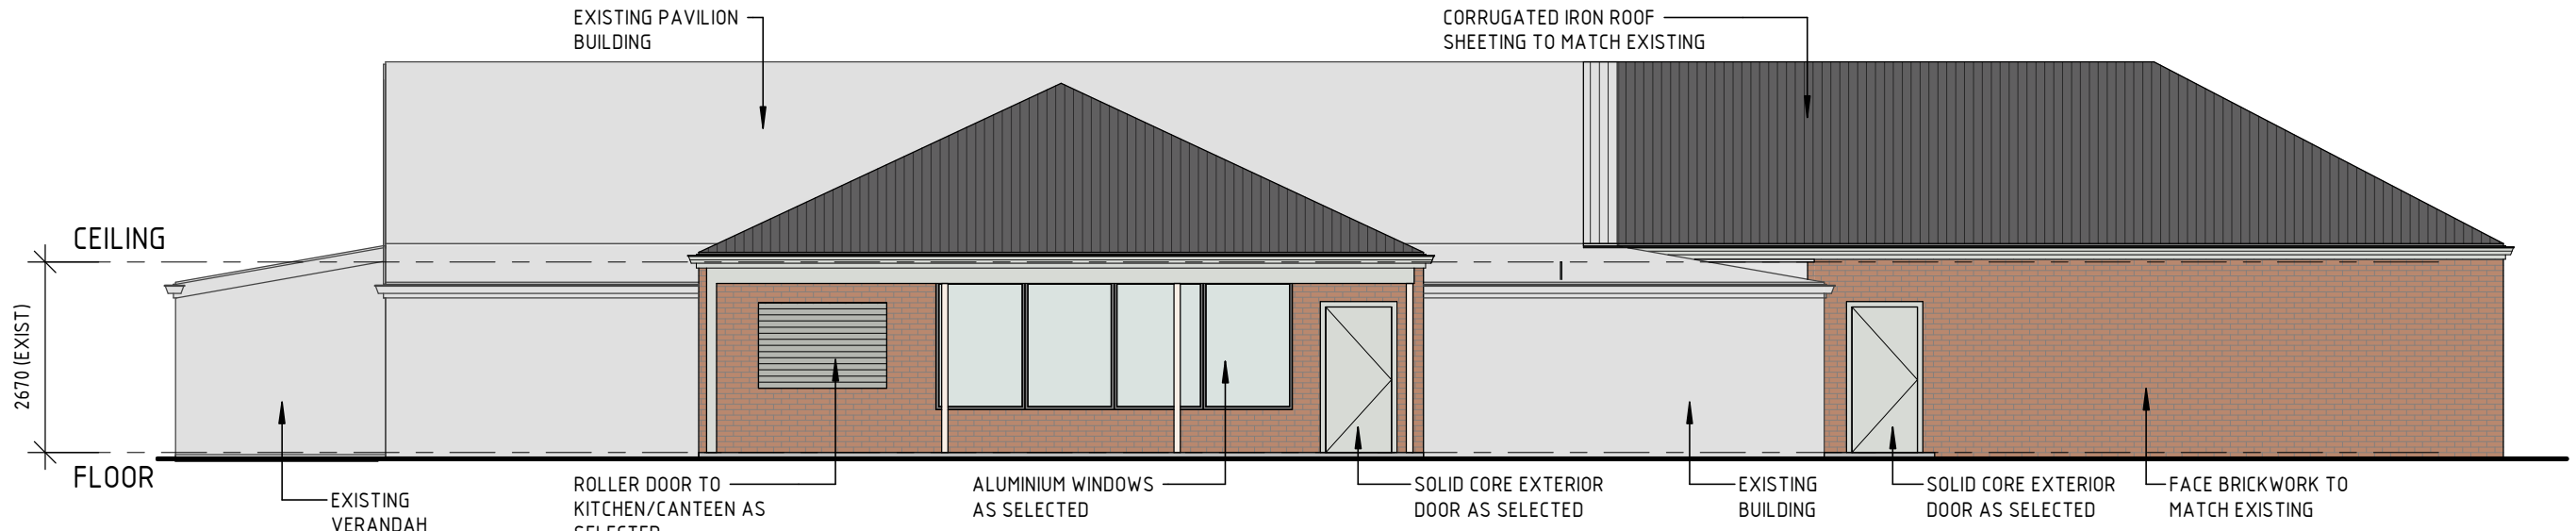 EXISTING PAVILION
BUILDING
CORRUGATED IRON ROOF
SHEETING TO MATCH EXISTING
CEILING
2670 (EXIST)
FLOOR
EXISTING
VERANDAH
ROLLER DOOR TO
KITCHEN/CANTEEN AS
SELECTED
ALUMINIUM WINDOWS
AS SELECTED
SOLID CORE EXTERIOR
DOOR AS SELECTED
EXISTING
BUILDING
SOLID CORE EXTERIOR
DOOR AS SELECTED
FACE BRICKWORK TO
MATCH EXISTING